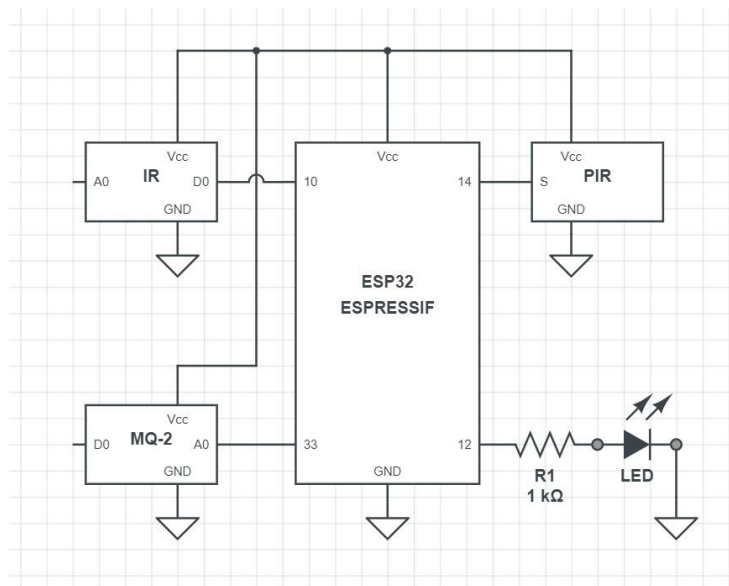 Vcc
IR
A0
D0
GND
Vcc
10
14
ESP32
ESPRESSIF
33
12
GND
Vcc
PIR
S
GND
Vcc
MQ-2
D0
A0
GND
R1
1 kΩ
LED